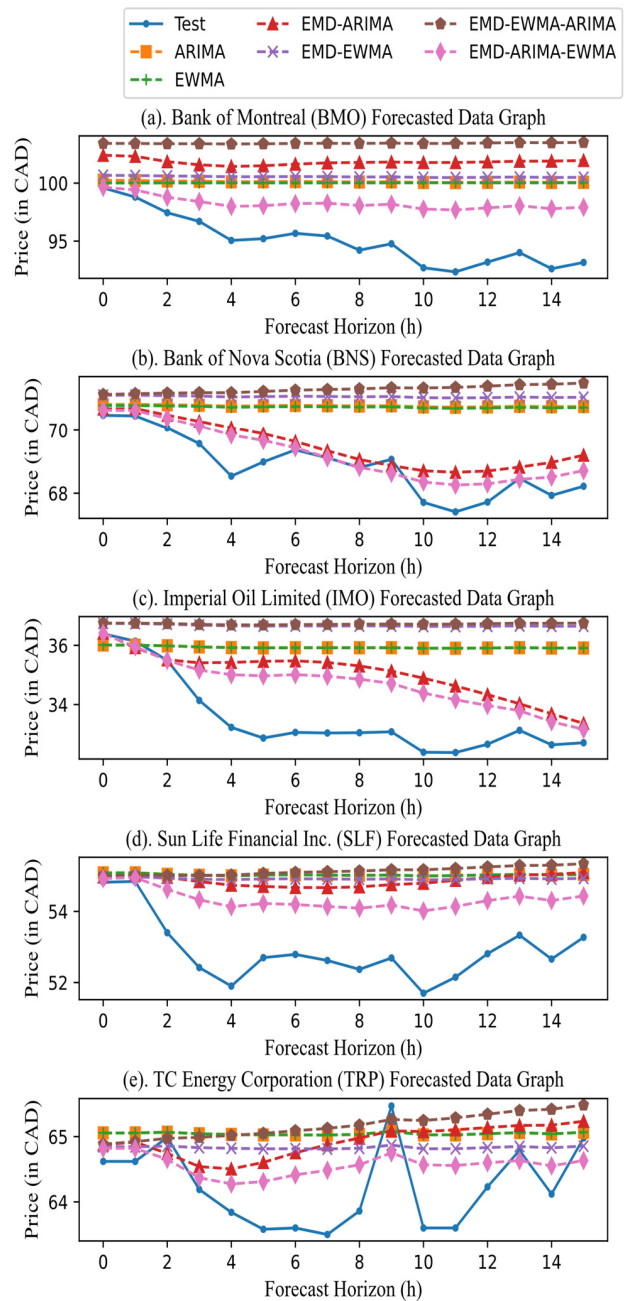 Test
ARIMA
EWMA
EMD-ARIMA
EMD-EWMA
EMD-EWMA-ARIMA
EMD-ARIMA-EWMA
(a). Bank of Montreal (BMO) Forecasted Data Graph
Price (in CAD)
100
95
0 2 4 6 8 10 12 14
Forecast Horizon (h)
(b). Bank of Nova Scotia (BNS) Forecasted Data Graph
Price (in CAD)
70
68
0 2 4 6 8 10 12 14
Forecast Horizon (h)
(c). Imperial Oil Limited (IMO) Forecasted Data Graph
Price (in CAD)
36
34
0 2 4 6 8 10 12 14
Forecast Horizon (h)
(d). Sun Life Financial Inc. (SLF) Forecasted Data Graph
Price (in CAD)
54
52
0 2 4 6 8 10 12 14
Forecast Horizon (h)
(e). TC Energy Corporation (TRP) Forecasted Data Graph
Price (in CAD)
65
64
0 2 4 6 8 10 12 14
Forecast Horizon (h)